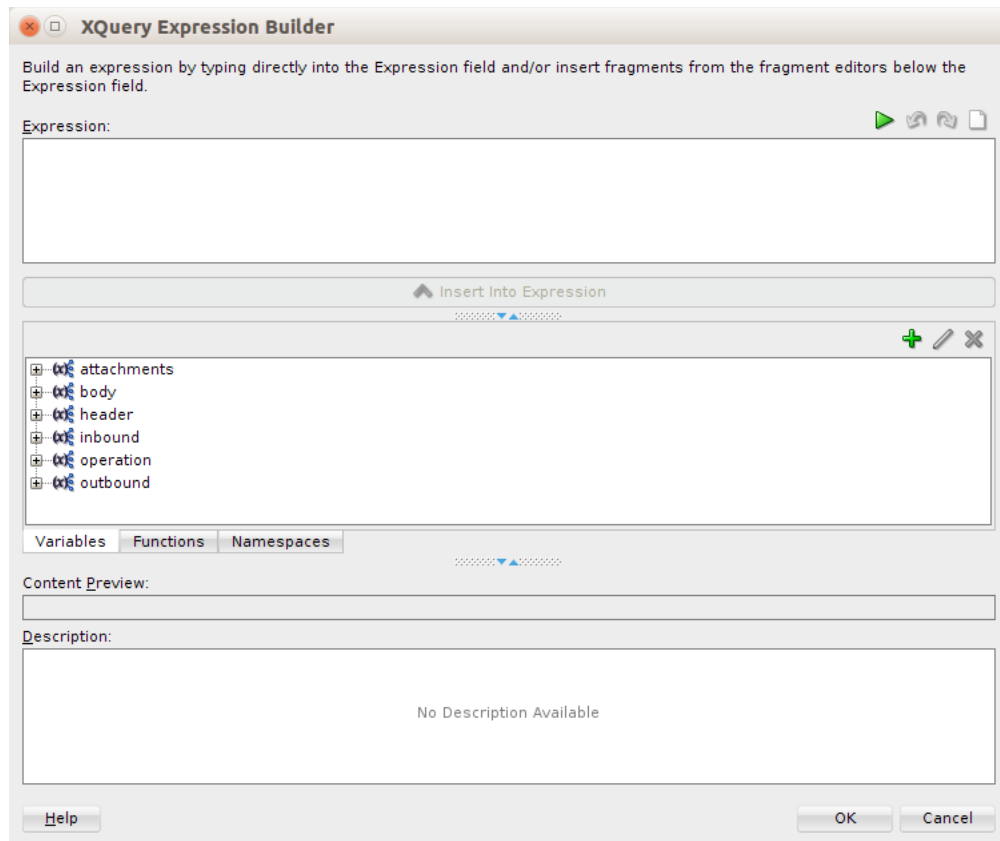 XQuery Expression Builder
Build an expression by typing directly into the Expression field and/or insert fragments from the fragment editors below the
Expression field.
Expression:
Insert Into Expression
attachments
body
header
inbound
operation
outbound
Variables Functions Namespaces
Content Preview:
Description:
No Description Available
Help OK Cancel